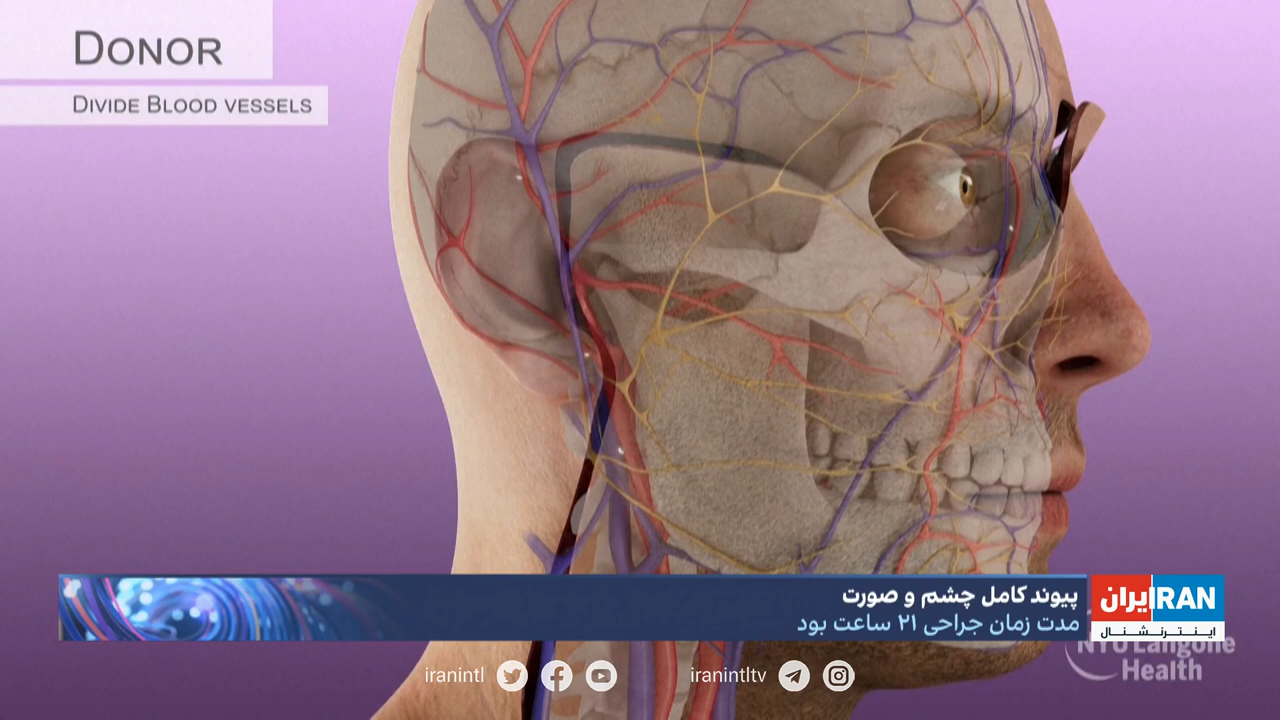 DONOR
DIVIDE BLOOD VESSELS
پیوند کامل چشم و صورت
مدت زمان جراحی ۲۱ ساعت بود
ایران IRAN
اینترنشنال
NYU Langone
Health
iranintl
iranintltv